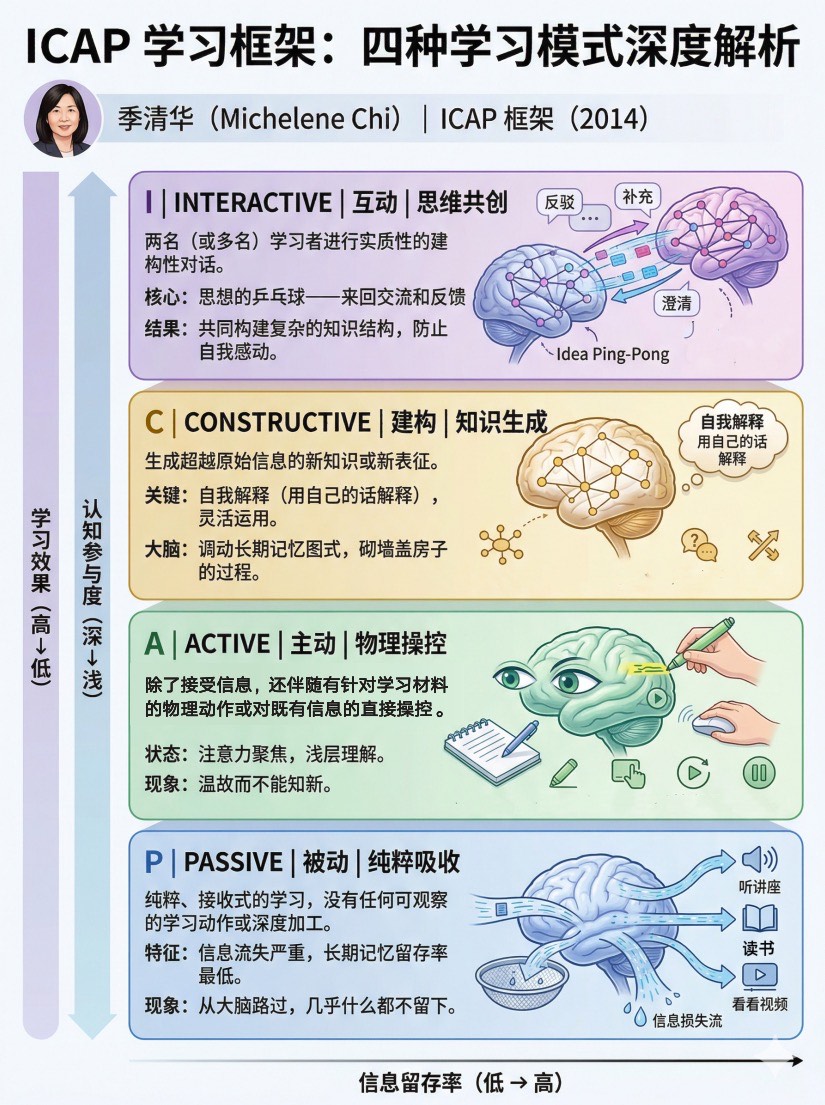 ICAP 学习框架：四种学习模式深度解析
季清华（Michelene Chi）｜ICAP 框架（2014）
学习效果（高→低）
认知参与度（深→浅）
I | INTERACTIVE | 互动 | 思维共创
两名（或多名）学习者进行实质性的建
构性对话。
核心：思想的乒乓球——来回交流和反馈
结果：共同构建复杂的知识结构，防止
自我感动。
反驳
...
补充
澄清
Idea Ping-Pong
C | CONSTRUCTIVE | 建构 | 知识生成
生成超越原始信息的新知识或新表征。
关键：自我解释（用自己的话解释），
灵活运用。
大脑：调动长期记忆图式，砌墙盖房子
的过程。
自我解释
用自己的话
解释
?
A | ACTIVE | 主动 | 物理操控
除了接受信息，还伴随有针对学习材料
的物理动作或对既有信息的直接操控。
状态：注意力聚焦，浅层理解。
现象：温故而不能知新。
P | PASSIVE | 被动 | 纯粹吸收
纯粹、接收式的学习，没有任何可观察
的学习动作或深度加工。
特征：信息流失严重，长期记忆留存率
最低。
现象：从大脑路过，几乎什么都不留下。
听讲座
读书
看看视频
信息损失流
信息留存率（低 → 高）